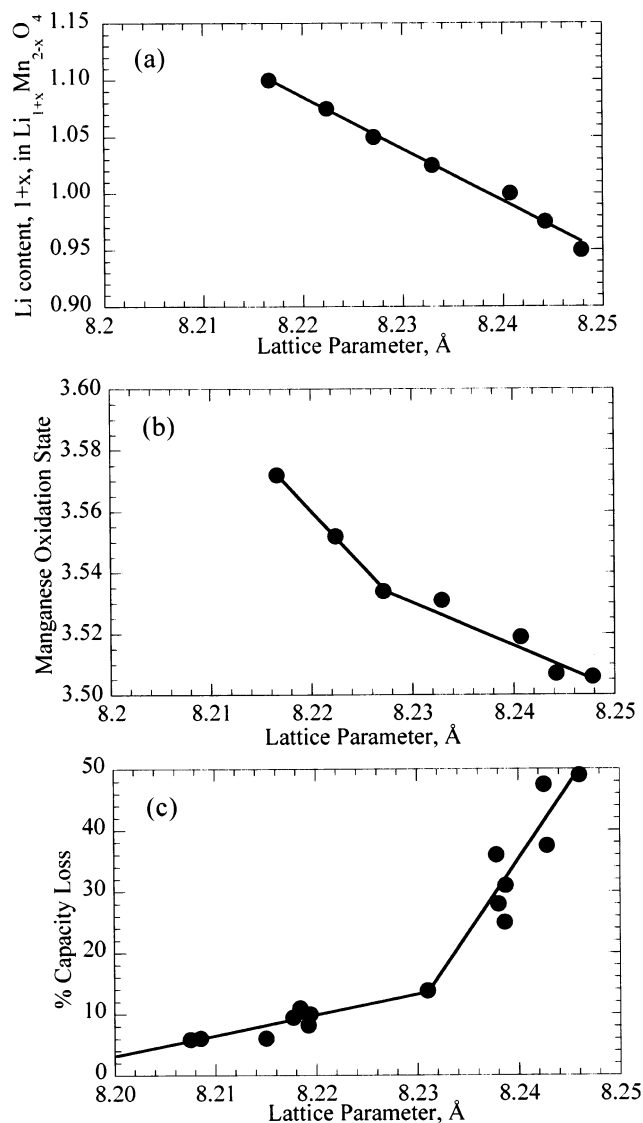 (a)
Li content, 1+x, in Li1+xMn2-xO4
1.15
1.10
1.05
1.00
0.95
0.90
8.2 8.21 8.22 8.23 8.24 8.25
Lattice Parameter, Å
(b)
Manganese Oxidation State
3.60
3.58
3.56
3.54
3.52
3.50
8.2 8.21 8.22 8.23 8.24 8.25
Lattice Parameter, Å
(c)
% Capacity Loss
50
40
30
20
10
0
8.20 8.21 8.22 8.23 8.24 8.25
Lattice Parameter, Å